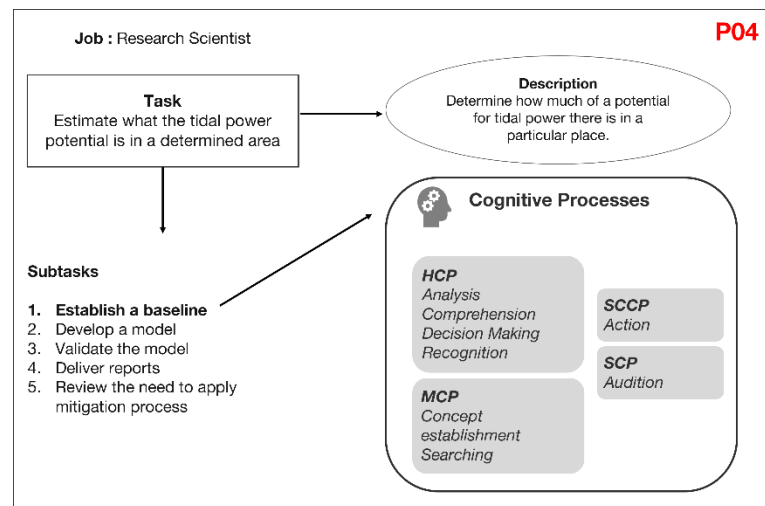 P04
Job : Research Scientist
Task
Estimate what the tidal power
potential is in a determined area
Description
Determine how much of a potential
for tidal power there is in a
particular place.
Subtasks
1. Establish a baseline
2. Develop a model
3. Validate the model
4. Deliver reports
5. Review the need to apply
mitigation process
Cognitive Processes
HCP
Analysis
Comprehension
Decision Making
Recognition
MCP
Concept
establishment
Searching
SCCP
Action
SCP
Audition